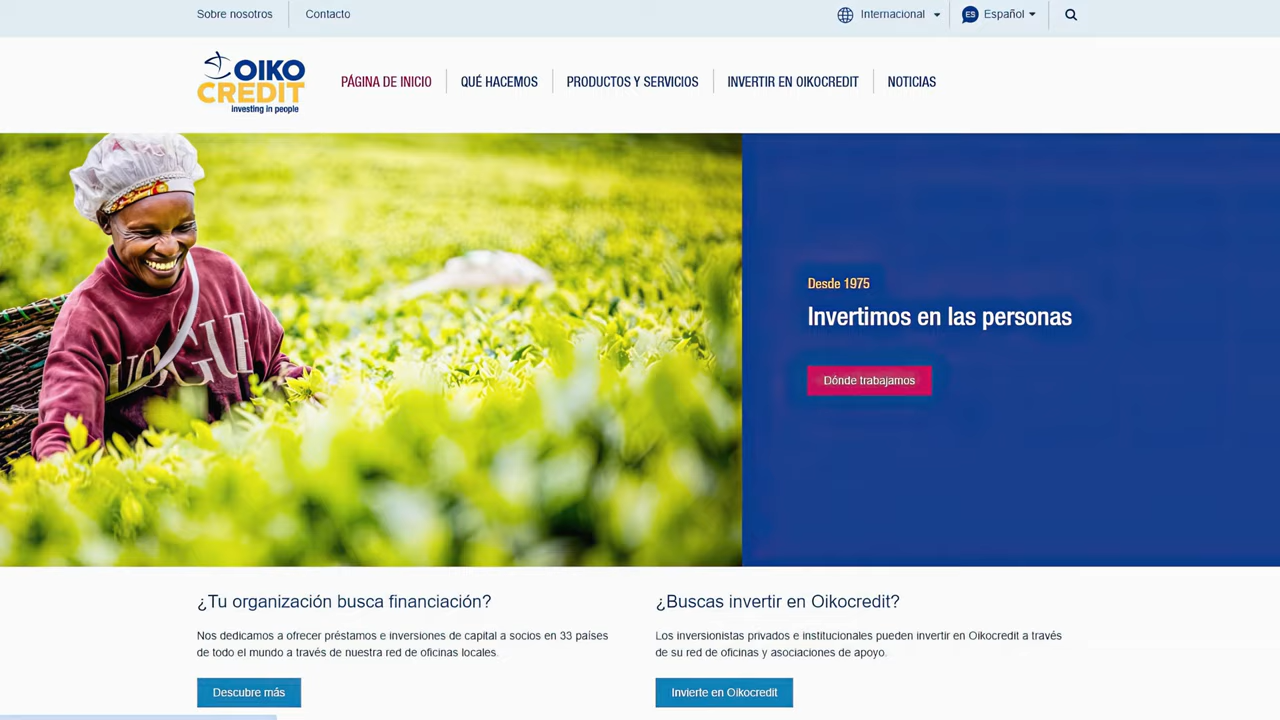 Sobre nosotros
Contacto
Internacional
ES
Español
OIKO
CREDIT
investing in people
PÁGINA DE INICIO
QUÉ HACEMOS
PRODUCTOS Y SERVICIOS
INVERTIR EN OIKOCREDIT
NOTICIAS
VOGUE
Desde 1975
Invertimos en las personas
Dónde trabajamos
¿Tu organización busca financiación?
Nos dedicamos a ofrecer préstamos e inversiones de capital a socios en 33 países
de todo el mundo a través de nuestra red de oficinas locales.
Descubre más
¿Buscas invertir en Oikocredit?
Los inversionistas privados e institucionales pueden invertir en Oikocredit a través
de su red de oficinas y asociaciones de apoyo.
Invierte en Oikocredit